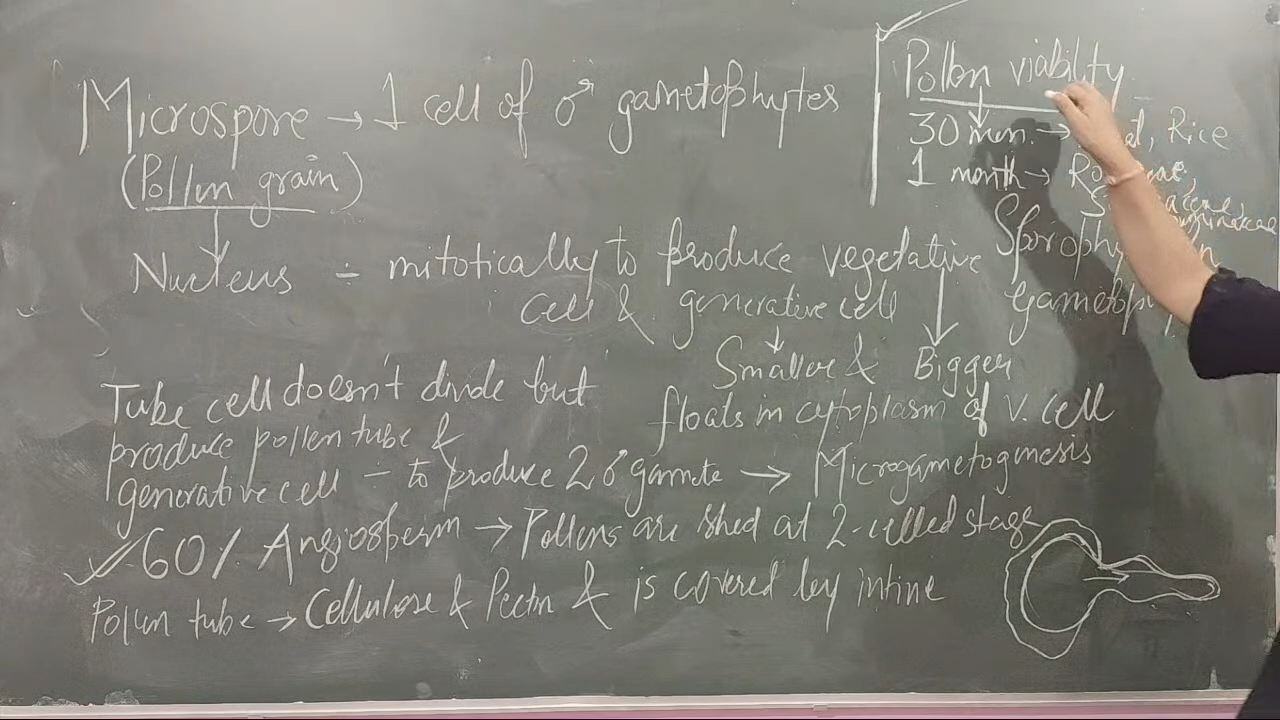 Microspore → 1 cell of ♂ gametophytes
(Pollen grain)
↓
Nucleus ÷ mitotically to produce vegetative
cell & generative cell
Smaller & Bigger
floats in cytoplasm of V. cell
Tube cell doesn't divide but
produce pollen tube &
generative cell ÷ to produce 2 ♂ gamete → Microgametogenesis
✓ 60% Angiosperm → Pollens are shed at 2-celled stage
Pollen tube → Cellulose & Pectin & is covered by intine
Pollen viability
30 min. → Rice
1 month →